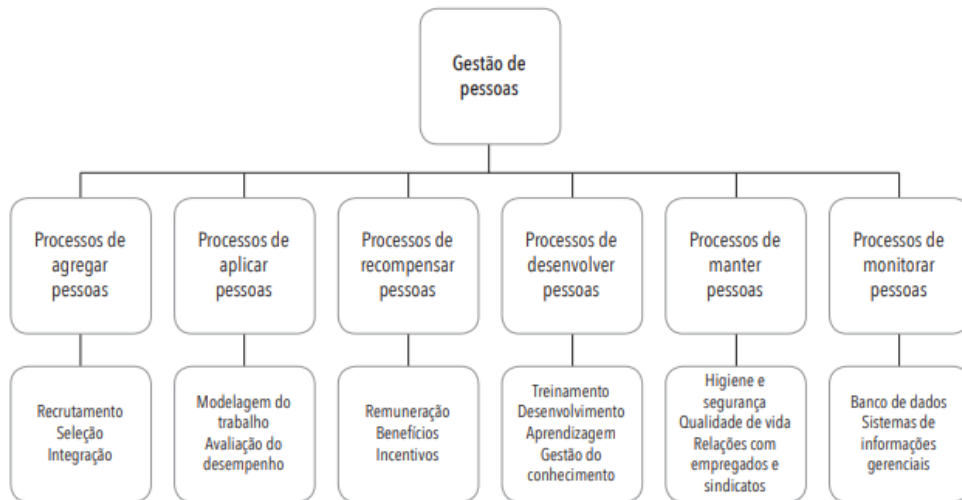 Gestão de
pessoas
Processos de
agregar
pessoas
Processos de
aplicar
pessoas
Processos de
recompensar
pessoas
Processos de
desenvolver
pessoas
Processos de
manter
pessoas
Processos de
monitorar
pessoas
Recrutamento
Seleção
Integração
Modelagem do
trabalho
Avaliação do
desempenho
Remuneração
Benefícios
Incentivos
Treinamento
Desenvolvimento
Aprendizagem
Gestão do
conhecimento
Higiene e
segurança
Qualidade de vida
Relações com
empregados e
sindicatos
Banco de dados
Sistemas de
informações
gerenciais